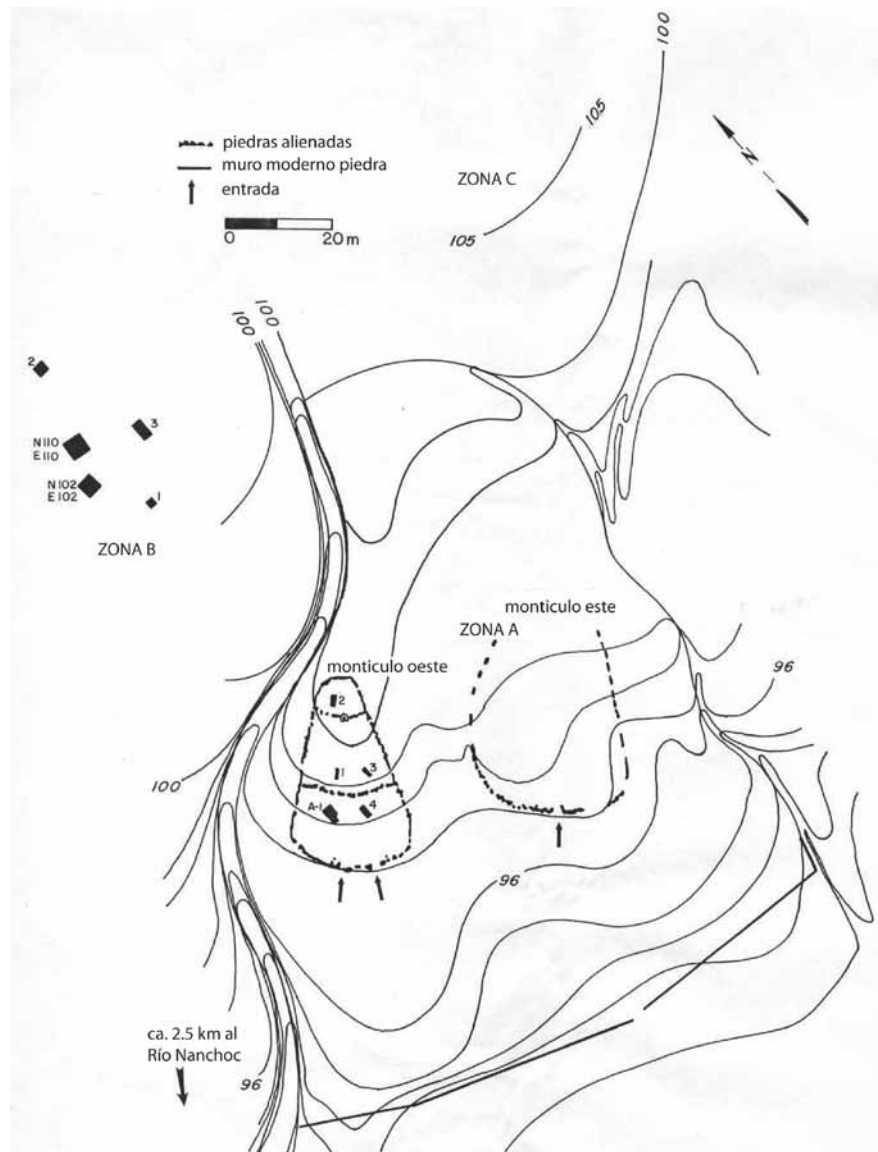 100
105
piedras alienadas
muro moderno piedra
ZONA C
entrada
N
0 20 m
105
100
100
2
3
N110
E110
N102
E102
1
ZONA B
monticulo este
ZONA A
monticulo oeste
96
2
1
3
100
A-1
4
96
ca. 2.5 km al
Río Nanchoc
96